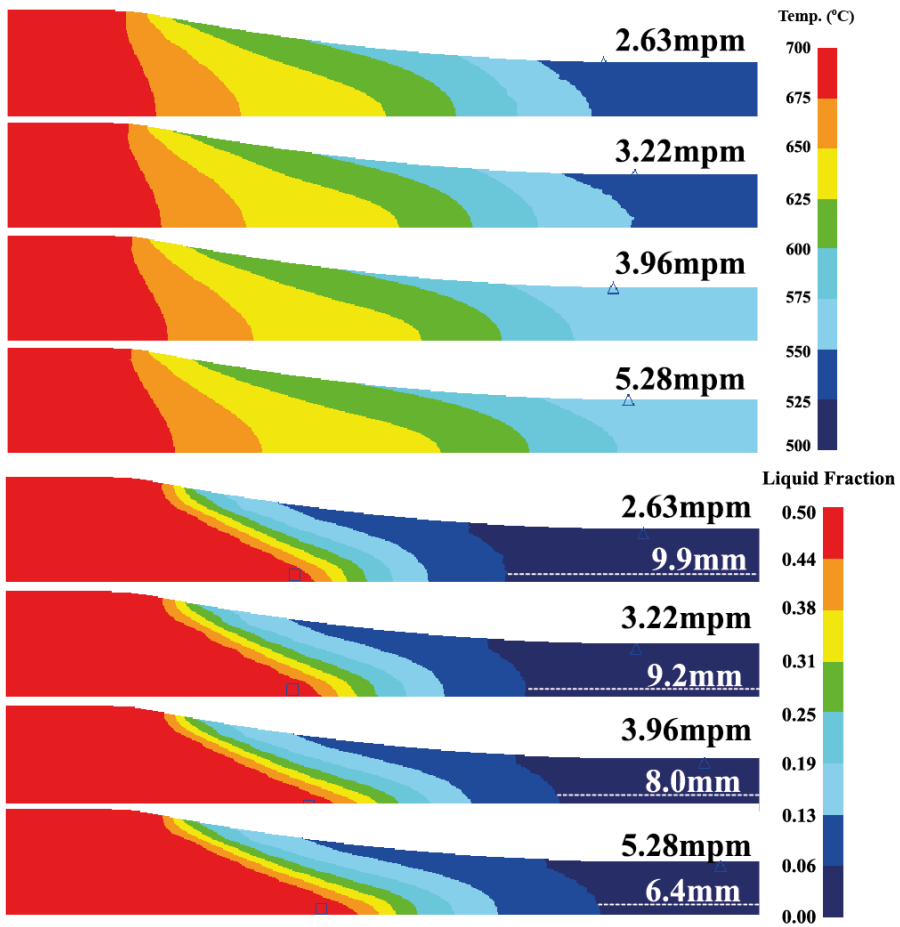 Temp. (°C)
2.63mpm
3.22mpm
3.96mpm
5.28mpm
700
675
650
625
600
575
550
525
500
Liquid Fraction
2.63mpm
9.9mm
3.22mpm
9.2mm
3.96mpm
8.0mm
5.28mpm
6.4mm
0.50
0.44
0.38
0.31
0.25
0.19
0.13
0.06
0.00